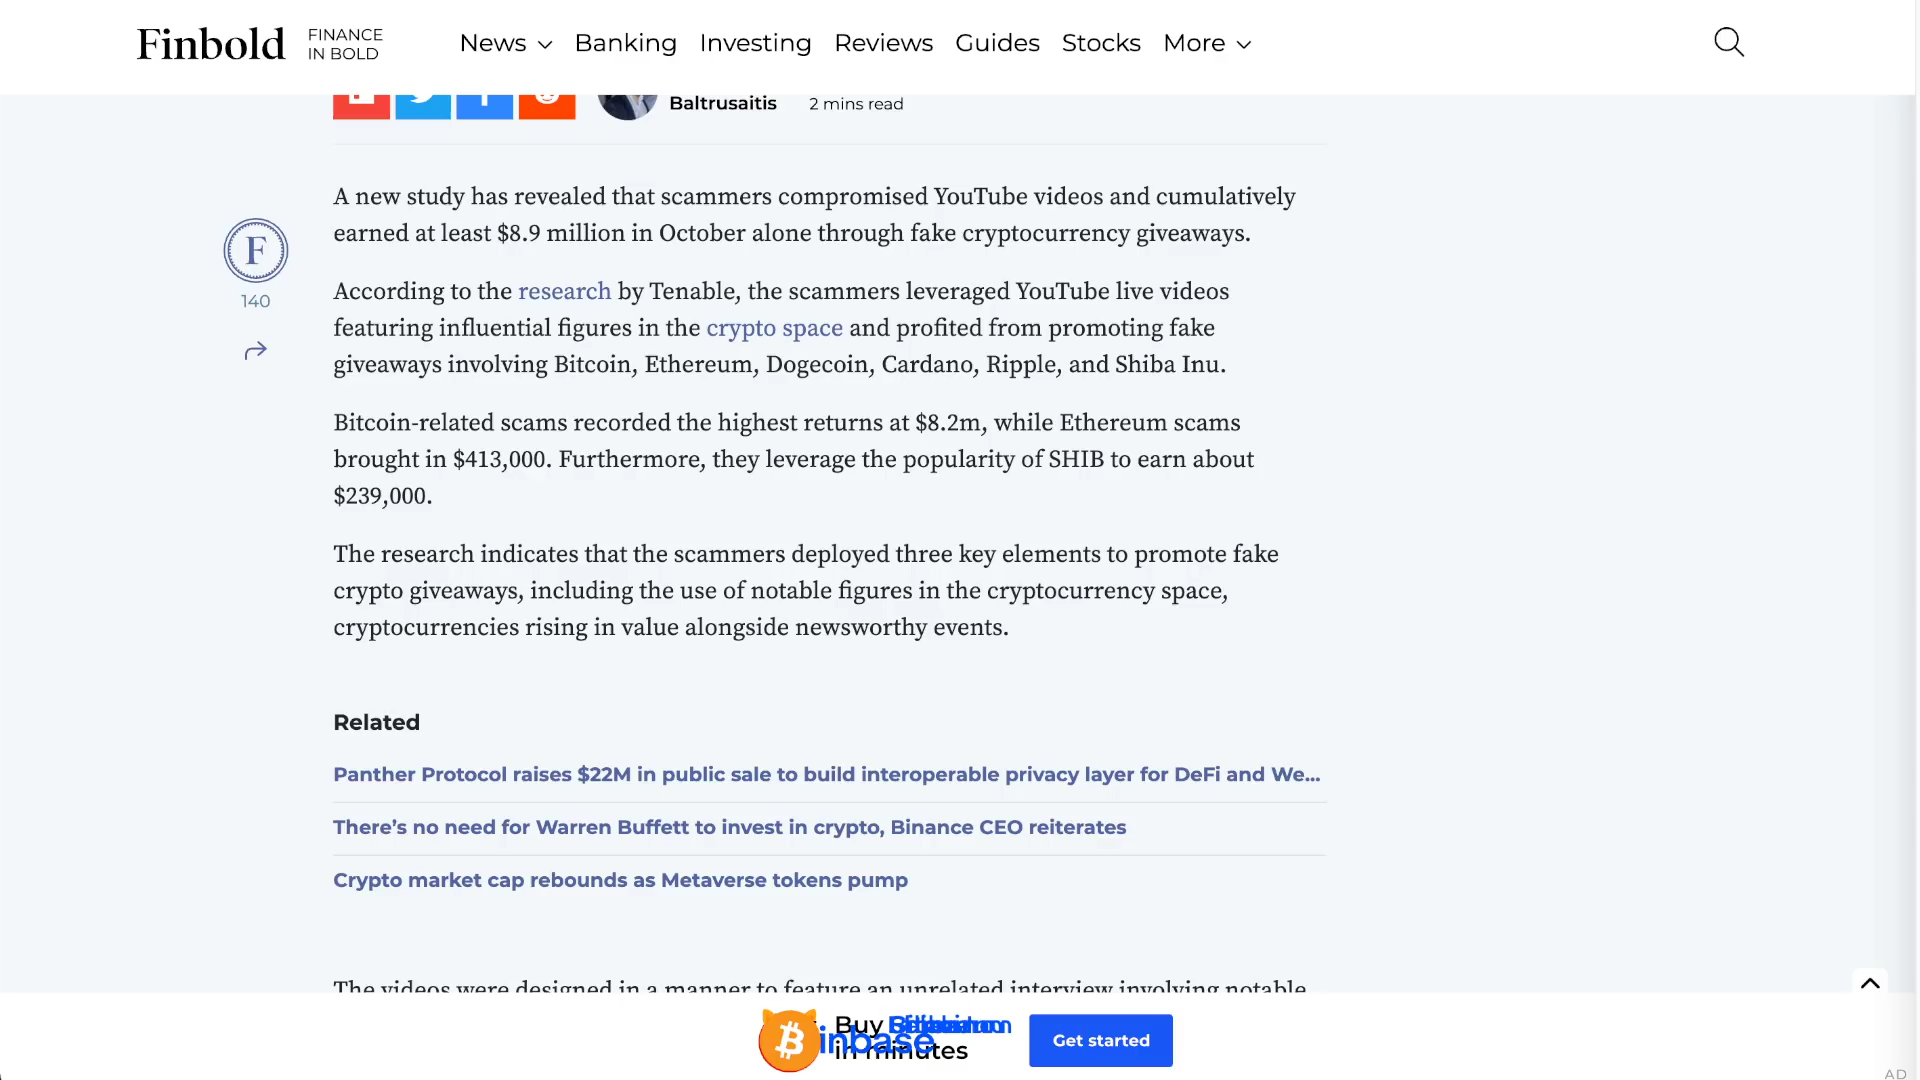 Finbold
FINANCE
IN BOLD
News
Banking
Investing
Reviews
Guides
Stocks
More
Baltrusaitis
2 mins read
A new study has revealed that scammers compromised YouTube videos and cumulatively
earned at least $8.9 million in October alone through fake cryptocurrency giveaways.
F
140
According to the research by Tenable, the scammers leveraged YouTube live videos
featuring influential figures in the crypto space and profited from promoting fake
giveaways involving Bitcoin, Ethereum, Dogecoin, Cardano, Ripple, and Shiba Inu.
Bitcoin-related scams recorded the highest returns at $8.2m, while Ethereum scams
brought in $413,000. Furthermore, they leverage the popularity of SHIB to earn about
$239,000.
The research indicates that the scammers deployed three key elements to promote fake
crypto giveaways, including the use of notable figures in the cryptocurrency space,
cryptocurrencies rising in value alongside newsworthy events.
Related
Panther Protocol raises $22M in public sale to build interoperable privacy layer for DeFi and We...
There's no need for Warren Buffett to invest in crypto, Binance CEO reiterates
Crypto market cap rebounds as Metaverse tokens pump
The videos were designed in a manner to feature an unrelated interview involving notable
Buy
inbase
in minutes
Get started
AD